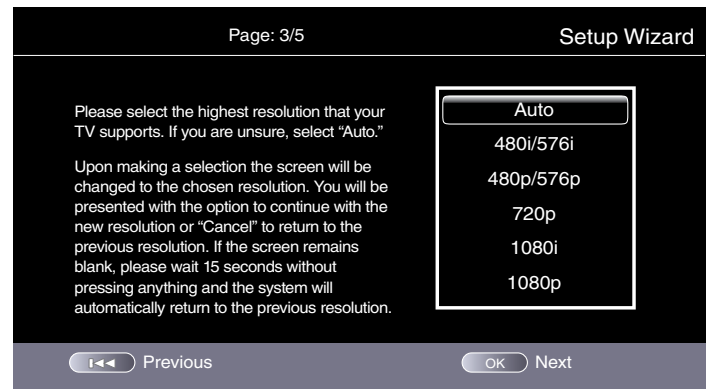 Page: 3/5
Setup Wizard
Please select the highest resolution that your
TV supports. If you are unsure, select “Auto.”
Upon making a selection the screen will be
changed to the chosen resolution. You will be
presented with the option to continue with the
new resolution or “Cancel” to return to the
previous resolution. If the screen remains
blank, please wait 15 seconds without
pressing anything and the system will
automatically return to the previous resolution.
Auto
480i/576i
480p/576p
720p
1080i
1080p
Previous
OK Next